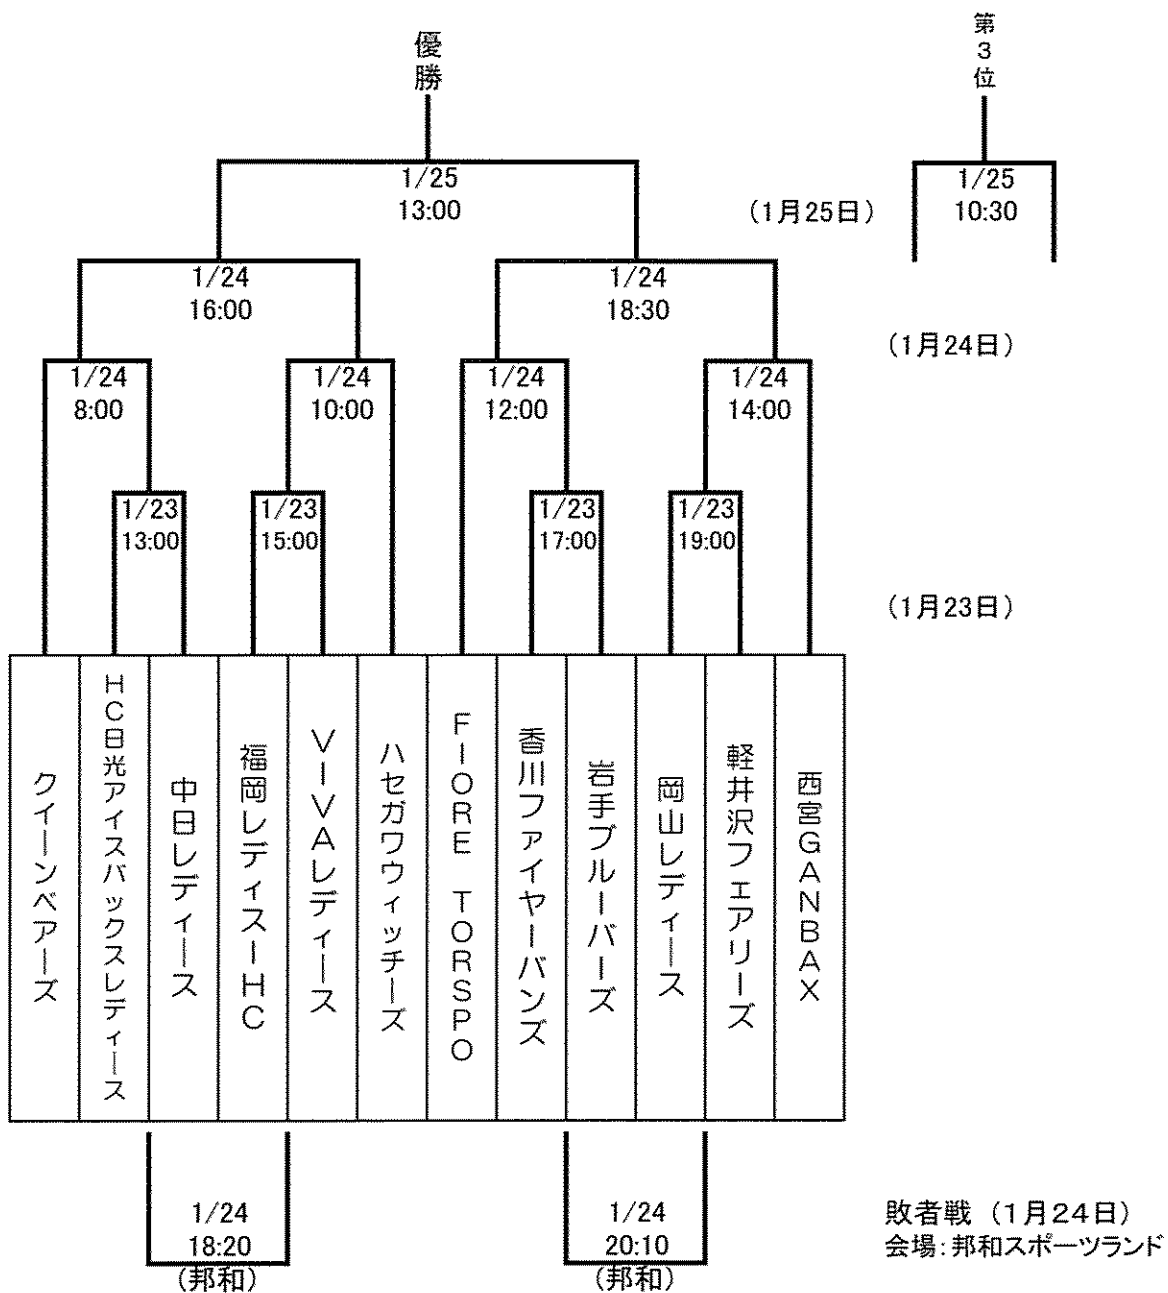 優勝
第3位
1/25
13:00
(1月25日)
1/25
10:30
1/24
16:00
1/24
18:30
(1月24日)
1/24
8:00
1/24
10:00
1/24
12:00
1/24
14:00
1/23
13:00
1/23
15:00
1/23
17:00
1/23
19:00
(1月23日)
クイーンベアーズ
HC日光アイスバックスレディース
中日レディース
福岡レディスーHC
VIVAレディース
ハセガワウィッチーズ
FIORE TORSPO
香川ファイヤーバンズ
岩手ブルーバーズ
岡山レディース
軽井沢フェアリーズ
西宮GANBAX
1/24
18:20
(邦和)
1/24
20:10
(邦和)
敗者戦 (1月24日)
会場:邦和スポーツランド